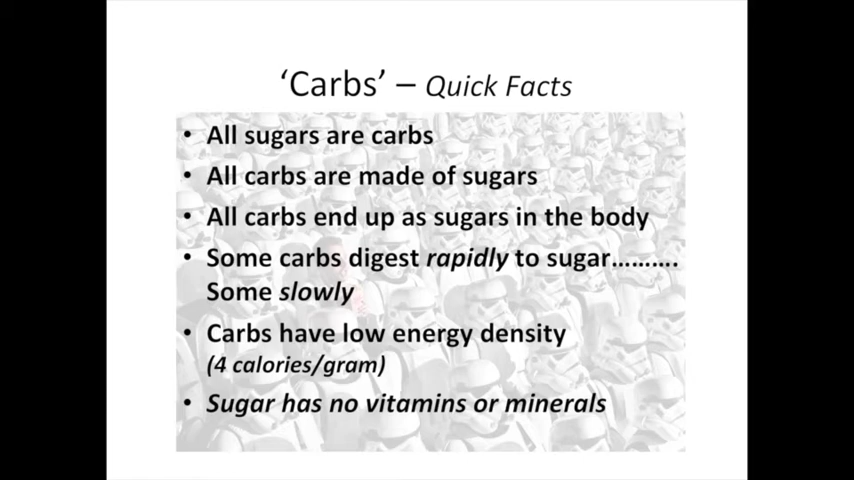 ‘Carbs’ – Quick Facts
• All sugars are carbs
• All carbs are made of sugars
• All carbs end up as sugars in the body
• Some carbs digest rapidly to sugar……….
Some slowly
• Carbs have low energy density
(4 calories/gram)
• Sugar has no vitamins or minerals